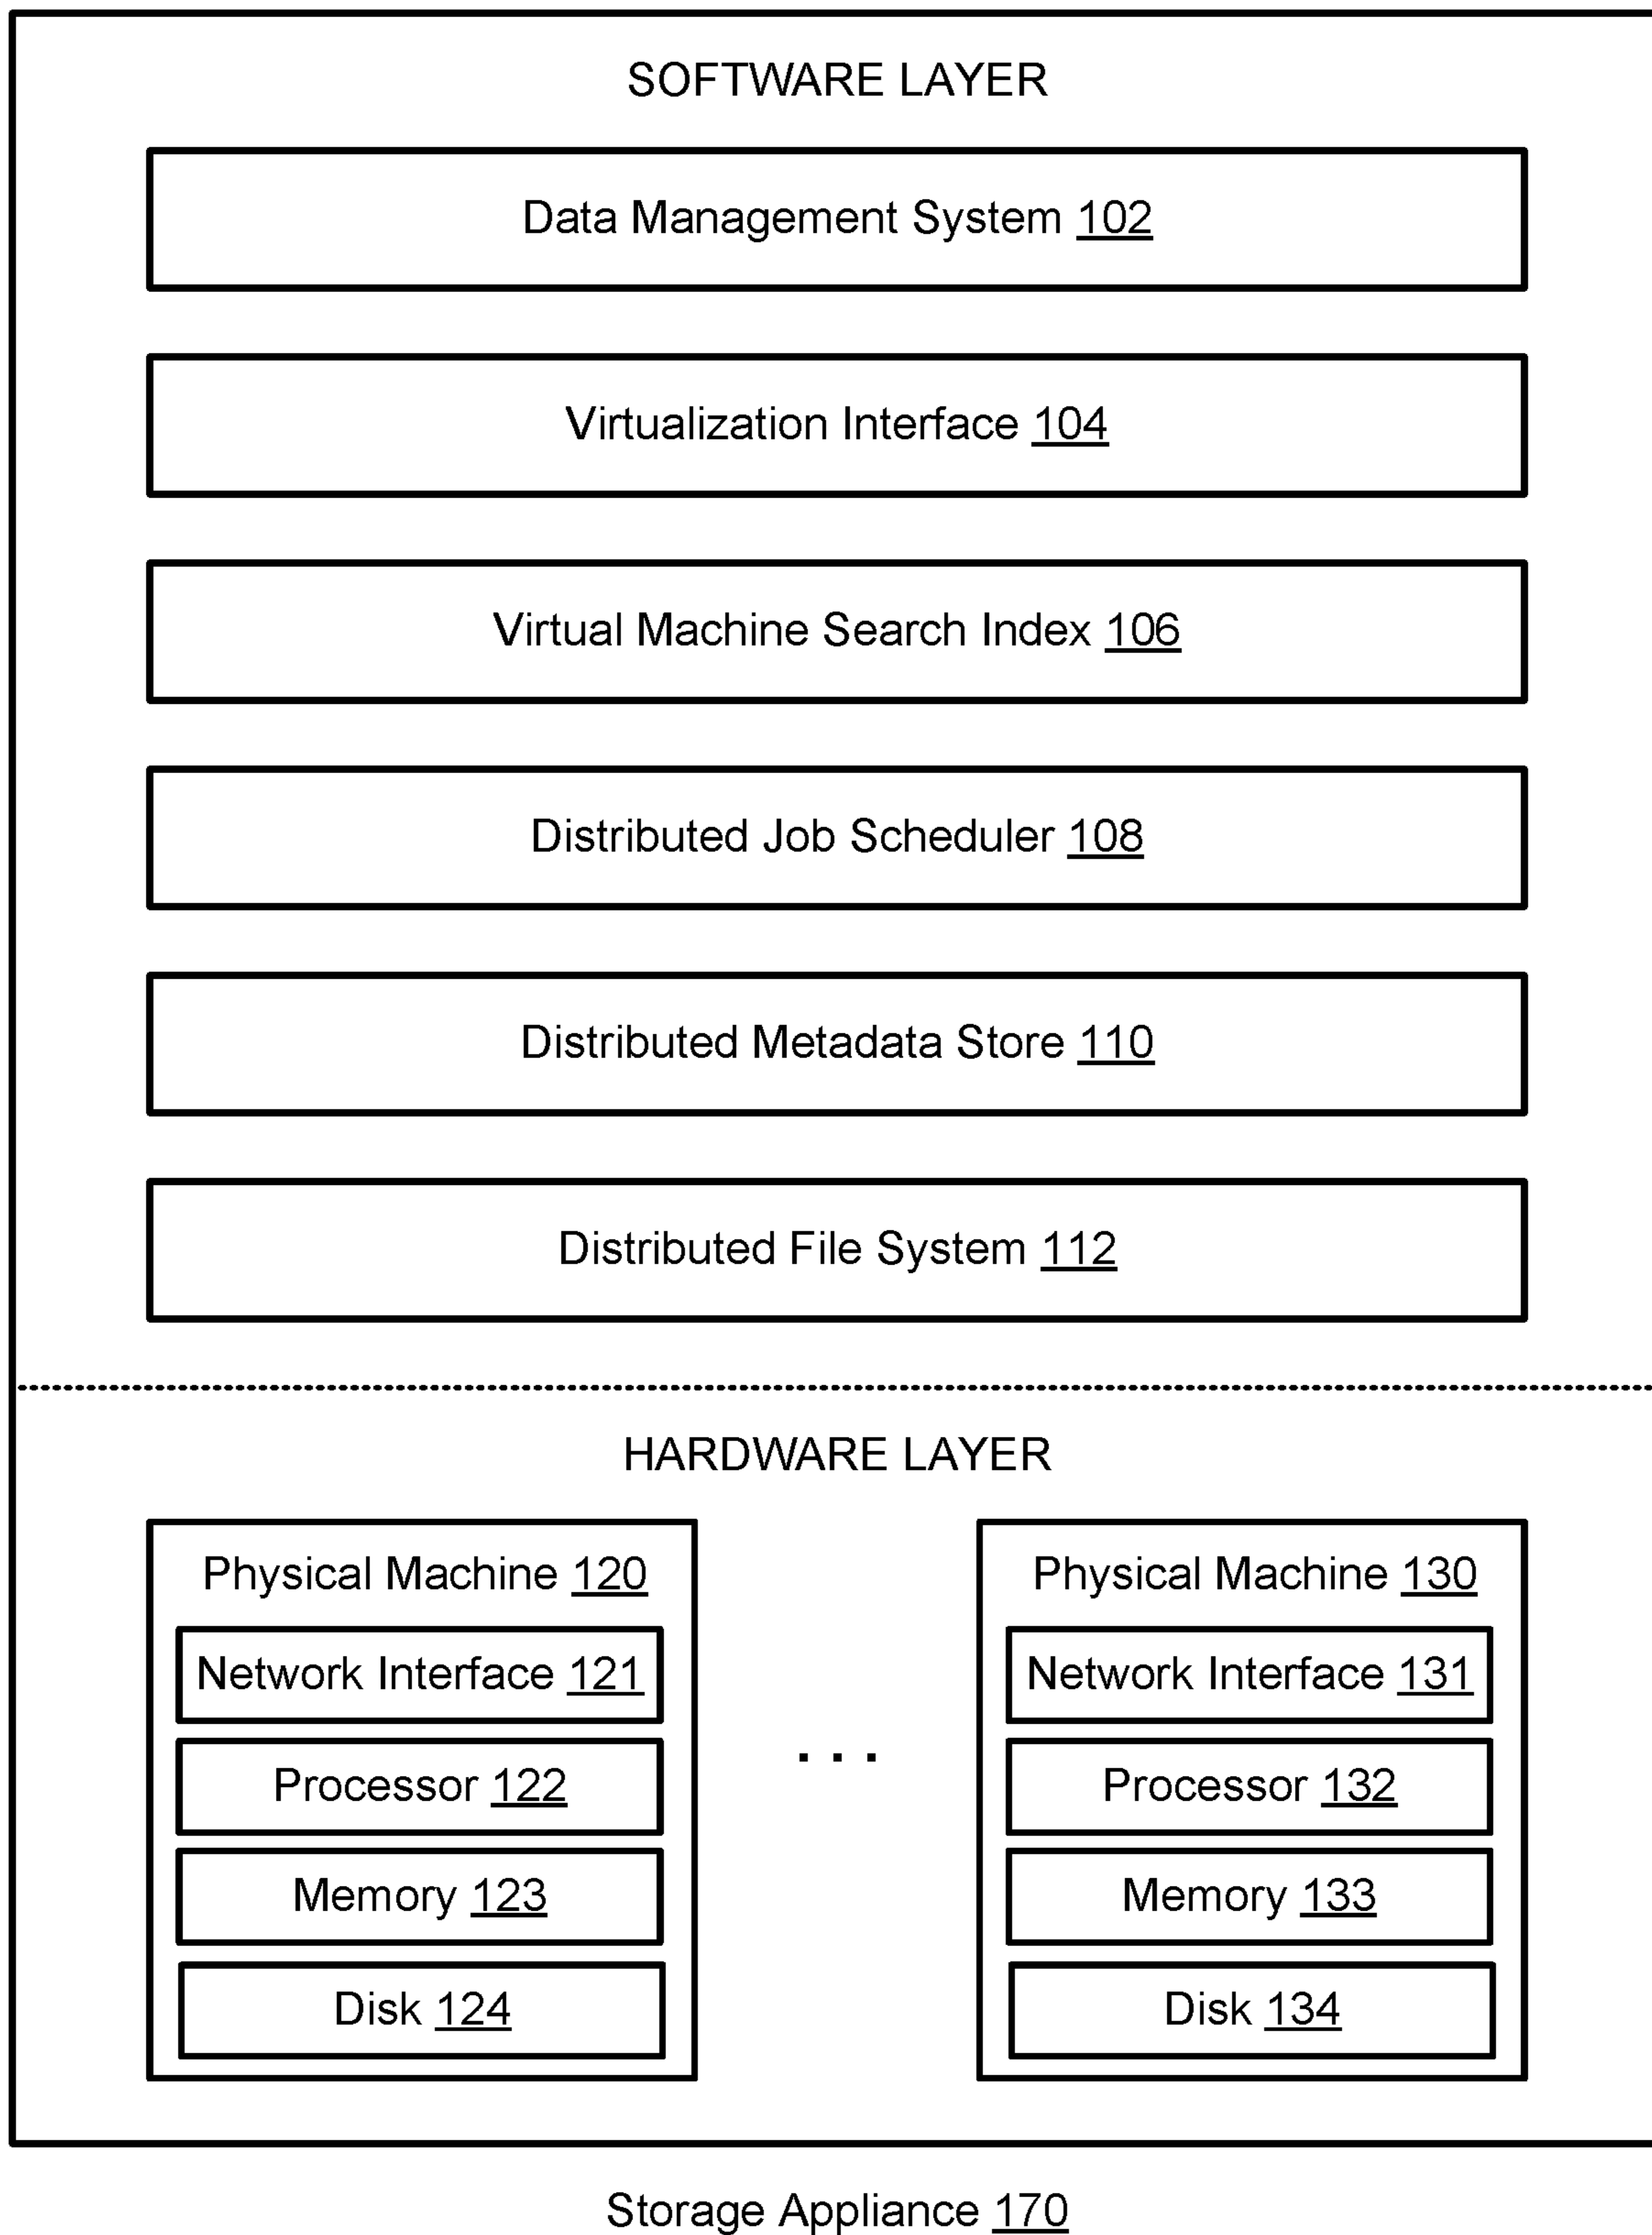 SOFTWARE LAYER
Data Management System 102
Virtualization Interface 104
Virtual Machine Search Index 106
Distributed Job Scheduler 108
Distributed Metadata Store 110
Distributed File System 112
HARDWARE LAYER
Physical Machine 120
Network Interface 121
Processor 122
Memory 123
Disk 124
. . .
Physical Machine 130
Network Interface 131
Processor 132
Memory 133
Disk 134
Storage Appliance 170